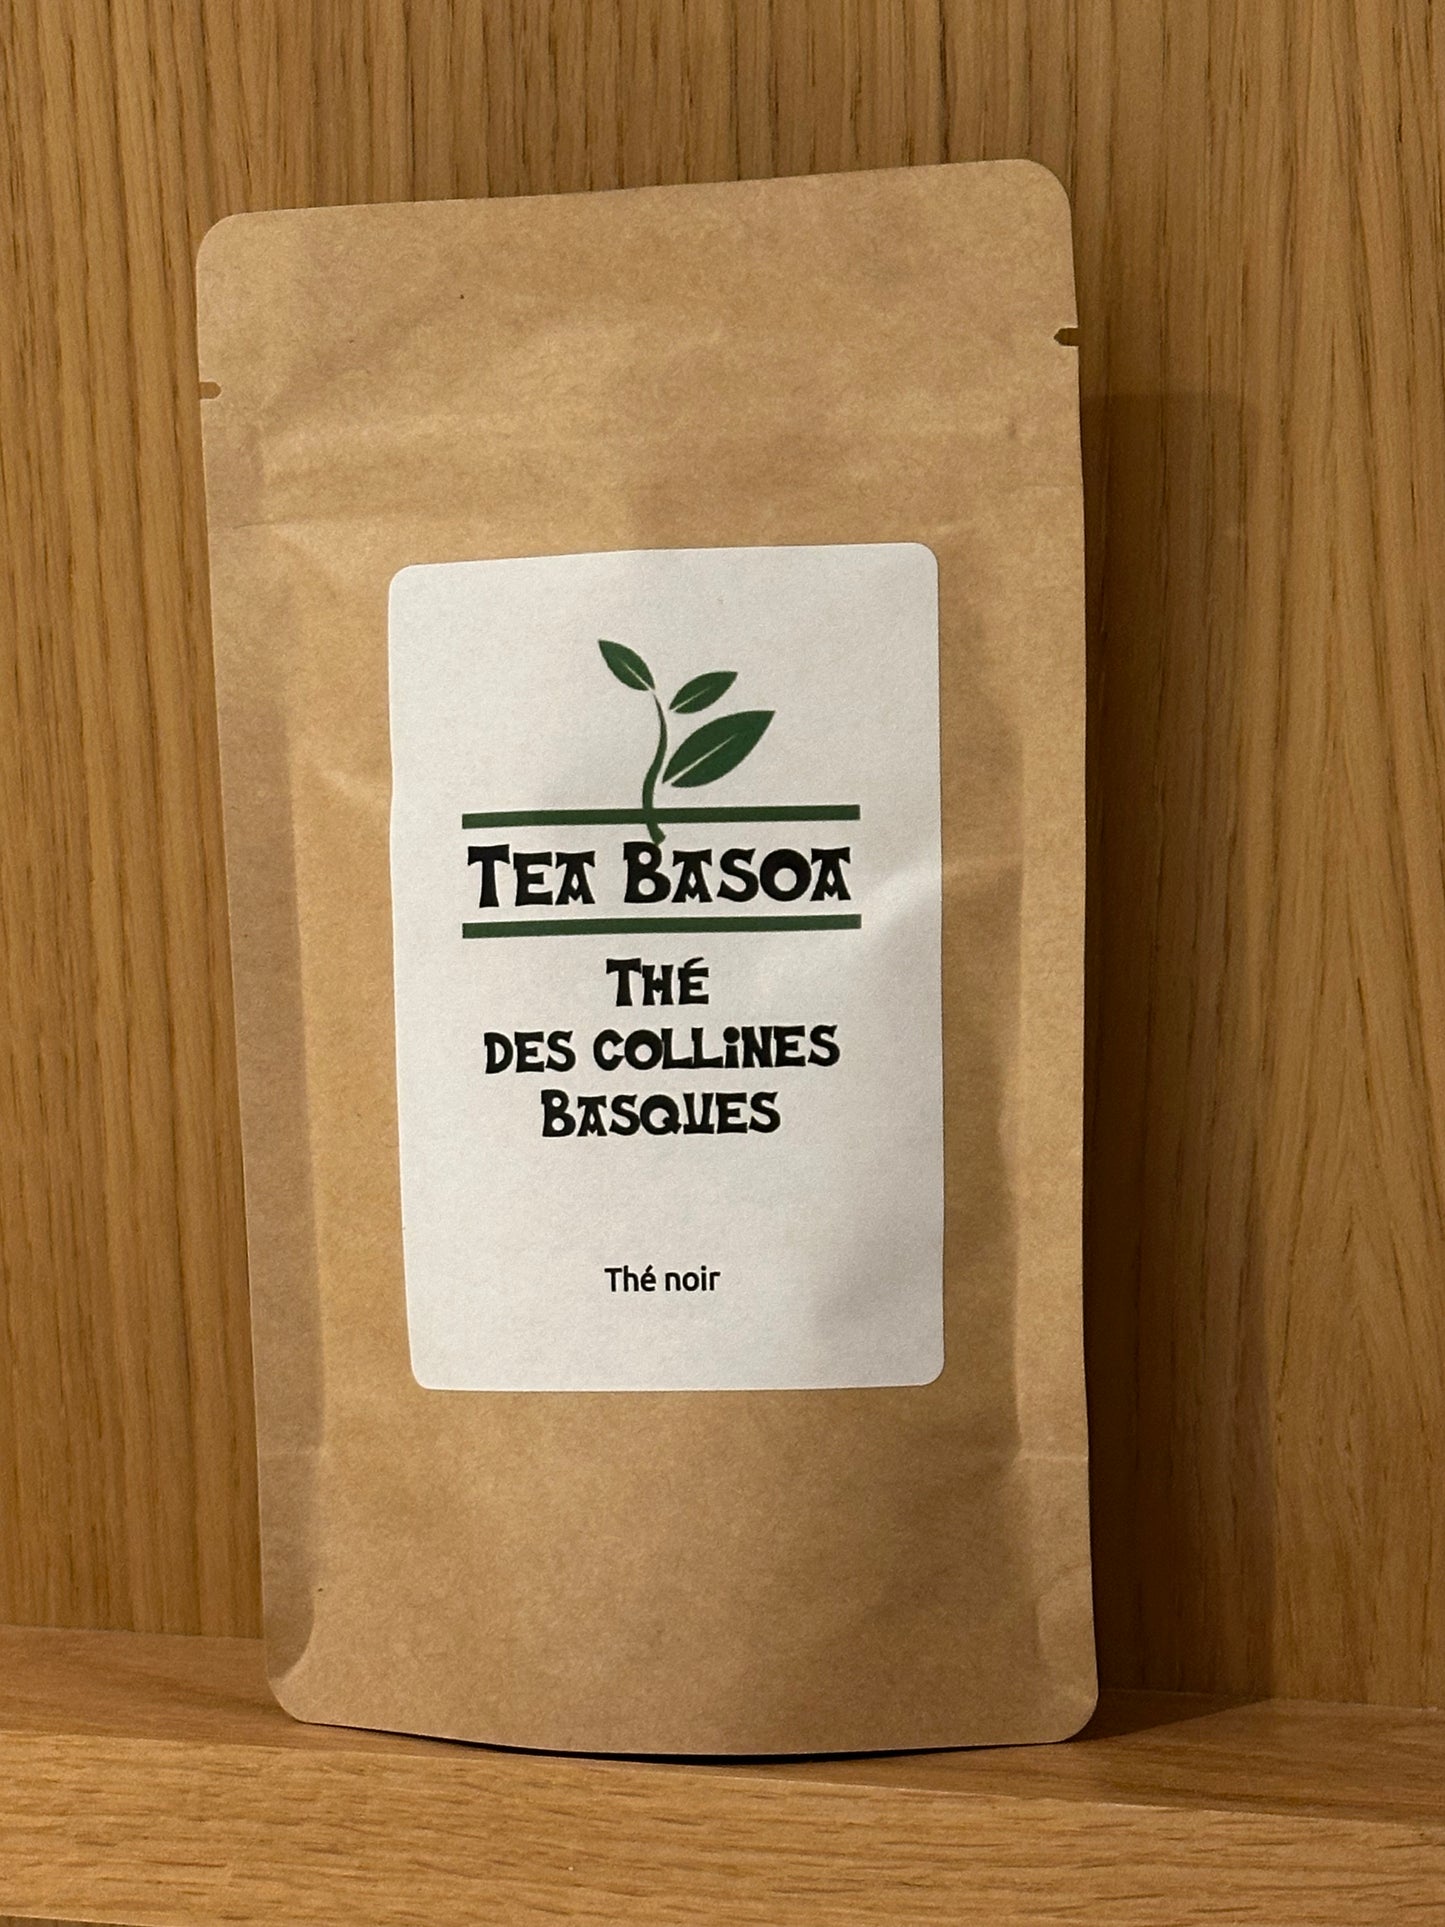 TEA BASOA
THÉ
DES COLLiNES
BASQUES
Thé noir